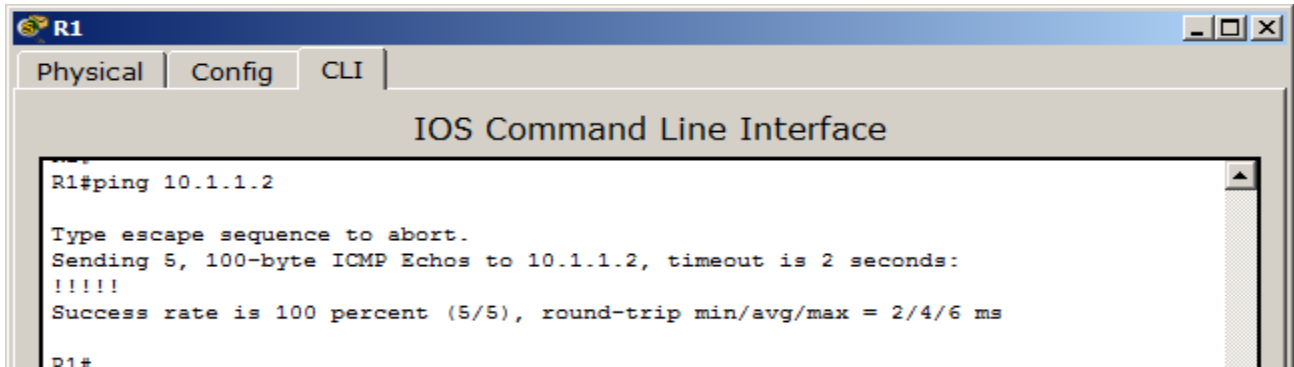 R1
Physical Config CLI
IOS Command Line Interface
R1#ping 10.1.1.2
Type escape sequence to abort.
Sending 5, 100-byte ICMP Echos to 10.1.1.2, timeout is 2 seconds:
!!!!!
Success rate is 100 percent (5/5), round-trip min/avg/max = 2/4/6 ms
R1#